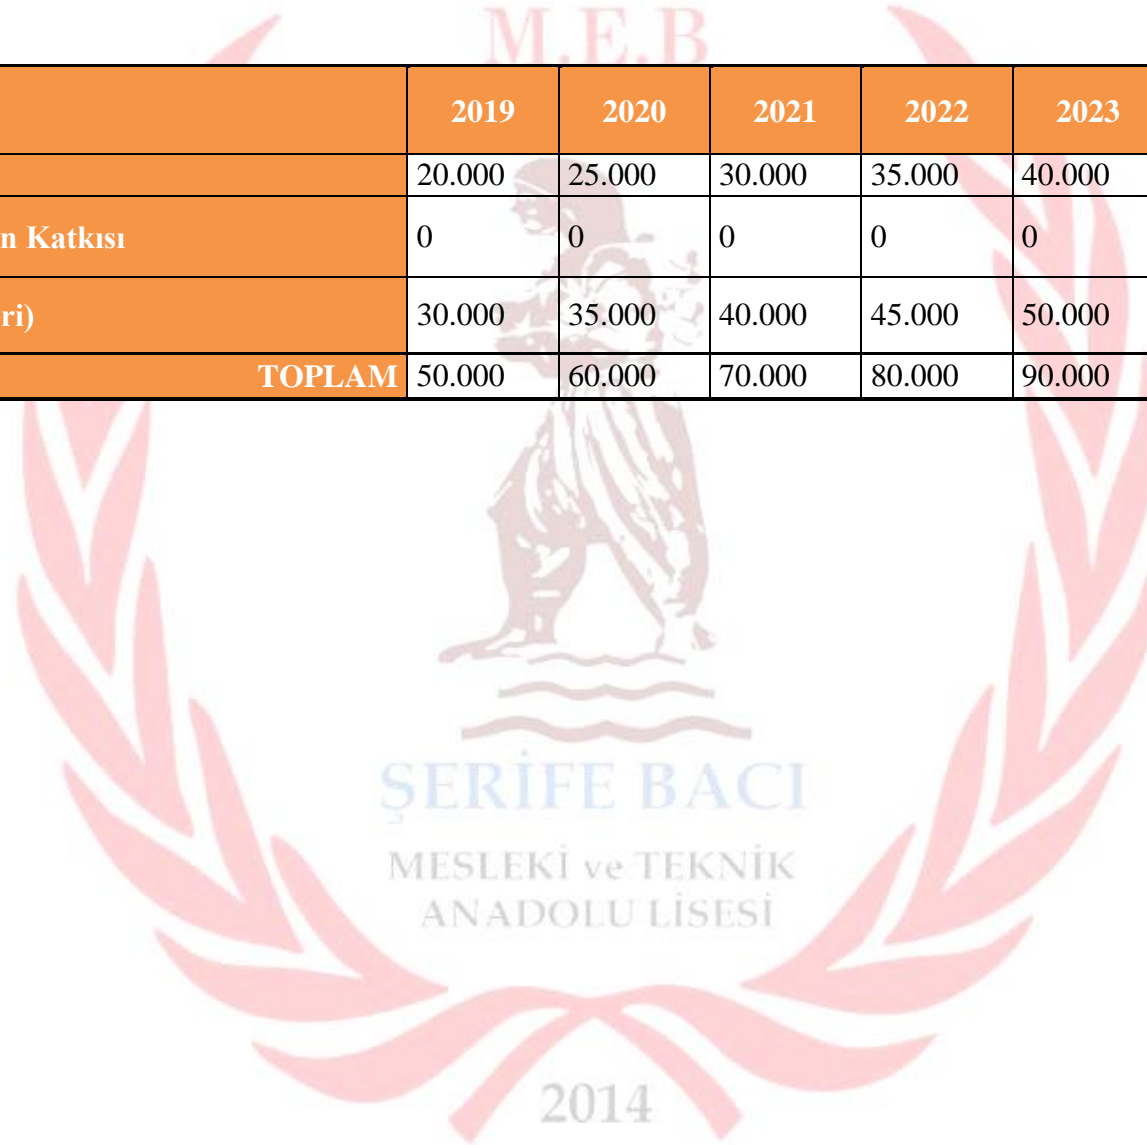 M.E.B
2019 2020 2021 2022 2023
20.000 25.000 30.000 35.000 40.000
n Katkısı 0 0 0 0 0
ri) 30.000 35.000 40.000 45.000 50.000
TOPLAM 50.000 60.000 70.000 80.000 90.000
ŞERİFE BACI
MESLEKİ ve TEKNİK
ANADOLU LİSESİ
2014